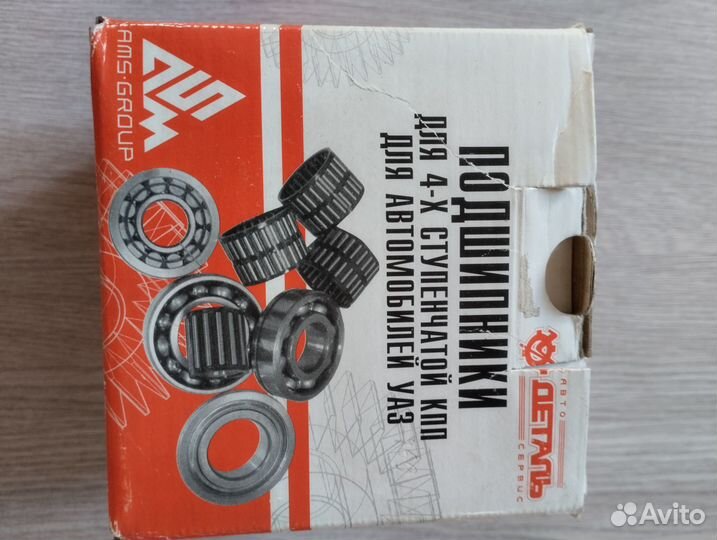 ПОДШИПНИКИ
ДЛЯ 4-Х СТУПЕНЧАТОЙ КПП
ДЛЯ АВТОМОБИЛЕЙ УАЗ
AMS-GROUP
АВТО
ДЕТАЛЬ
СЕРВИС
Avito